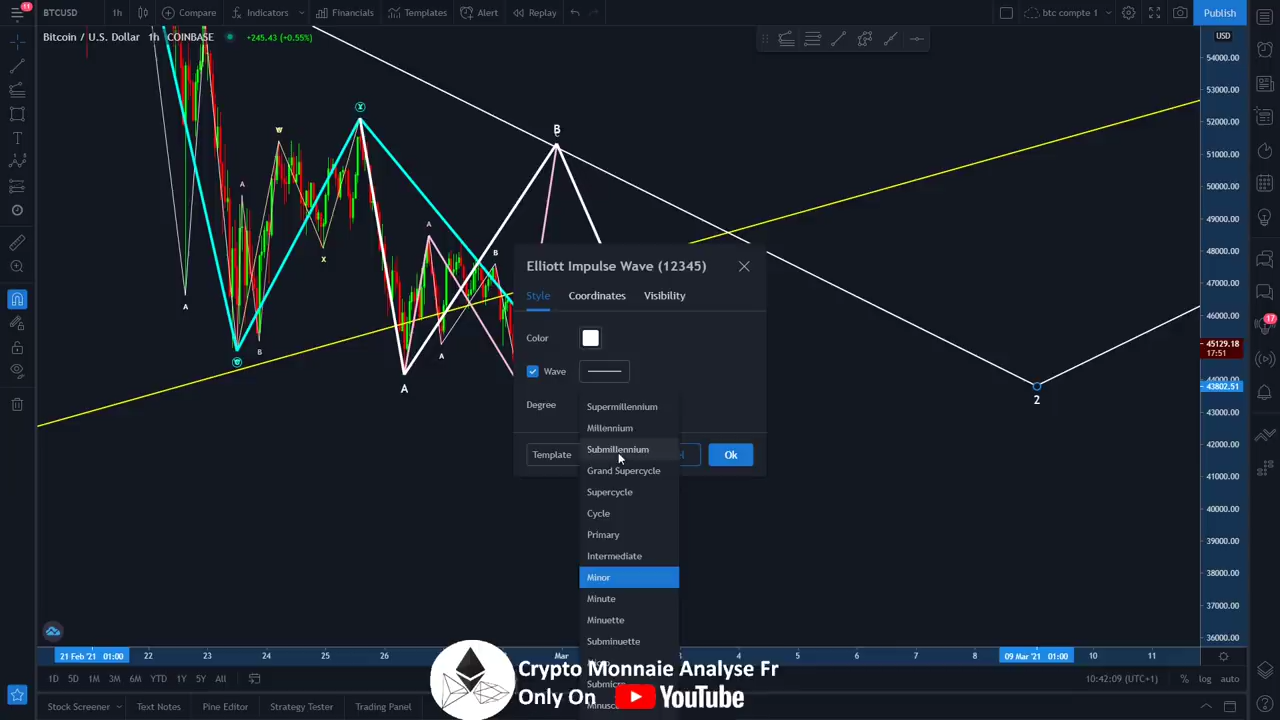 11
BTCUSD 1h Compare Indicators Financials Templates Alert Replay btc compte 1 Publish
Bitcoin / U.S. Dollar 1h COINBASE +245.43 (+0.55%)
USD
54000.00
53000.00
52000.00
51000.00
50000.00
49000.00
48000.00
47000.00
46000.00
45129.18
17:51
43802.51
43000.00
42000.00
41000.00
40000.00
39000.00
38000.00
37000.00
36000.00
17
Y
B
W
A
A
X
B
A
B
A
A
2
Elliott Impulse Wave (12345)
Style Coordinates Visibility
Color
Wave
Degree
Template
Ok
Supermillennium
Millennium
Submillennium
Grand Supercycle
Supercycle
Cycle
Primary
Intermediate
Minor
Minute
Minuette
Subminuette
21 Feb '21 01:00 22 23 24 25 26 Mar 4 5 6 7 8 09 Mar '21 01:00 11
1D 5D 1M 3M 6M YTD 1Y 5Y All
10:42:09 (UTC+1) % log auto
Crypto Monnaie Analyse Fr
Only On YouTube
Stock Screener Text Notes Pine Editor Strategy Tester Trading Panel